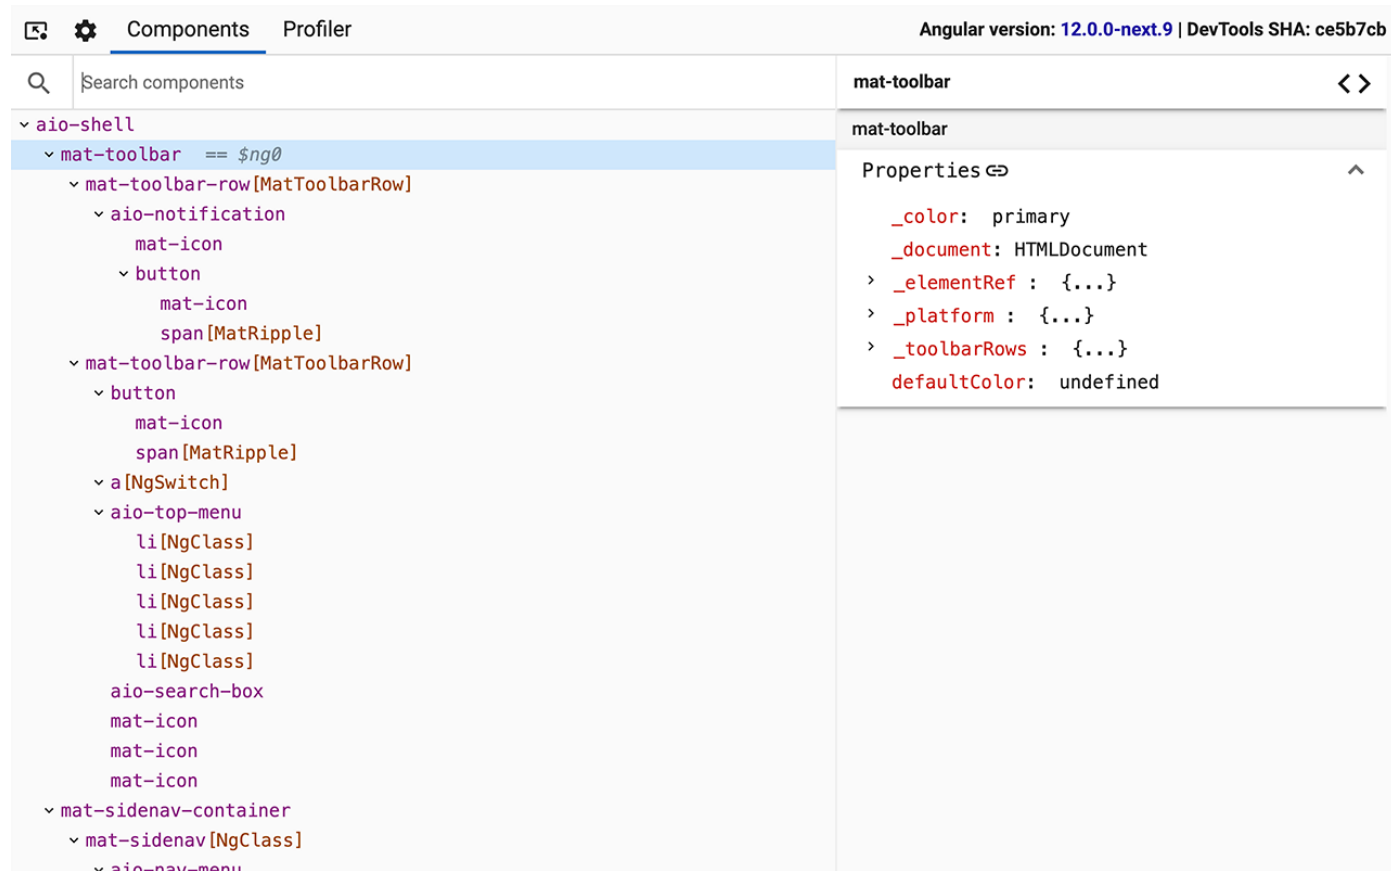 Components Profiler Angular version: 12.0.0-next.9 | DevTools SHA: ce5b7cb
Search components
aio-shell
mat-toolbar == $ng0
mat-toolbar-row[MatToolbarRow]
aio-notification
mat-icon
button
mat-icon
span[MatRipple]
mat-toolbar-row[MatToolbarRow]
button
mat-icon
span[MatRipple]
a[NgSwitch]
aio-top-menu
li[NgClass]
li[NgClass]
li[NgClass]
li[NgClass]
li[NgClass]
aio-search-box
mat-icon
mat-icon
mat-icon
mat-sidenav-container
mat-sidenav[NgClass]
aio-nav-menu
mat-toolbar
mat-toolbar
Properties
_color: primary
_document: HTMLDocument
_elementRef : {...}
_platform : {...}
_toolbarRows : {...}
defaultColor: undefined